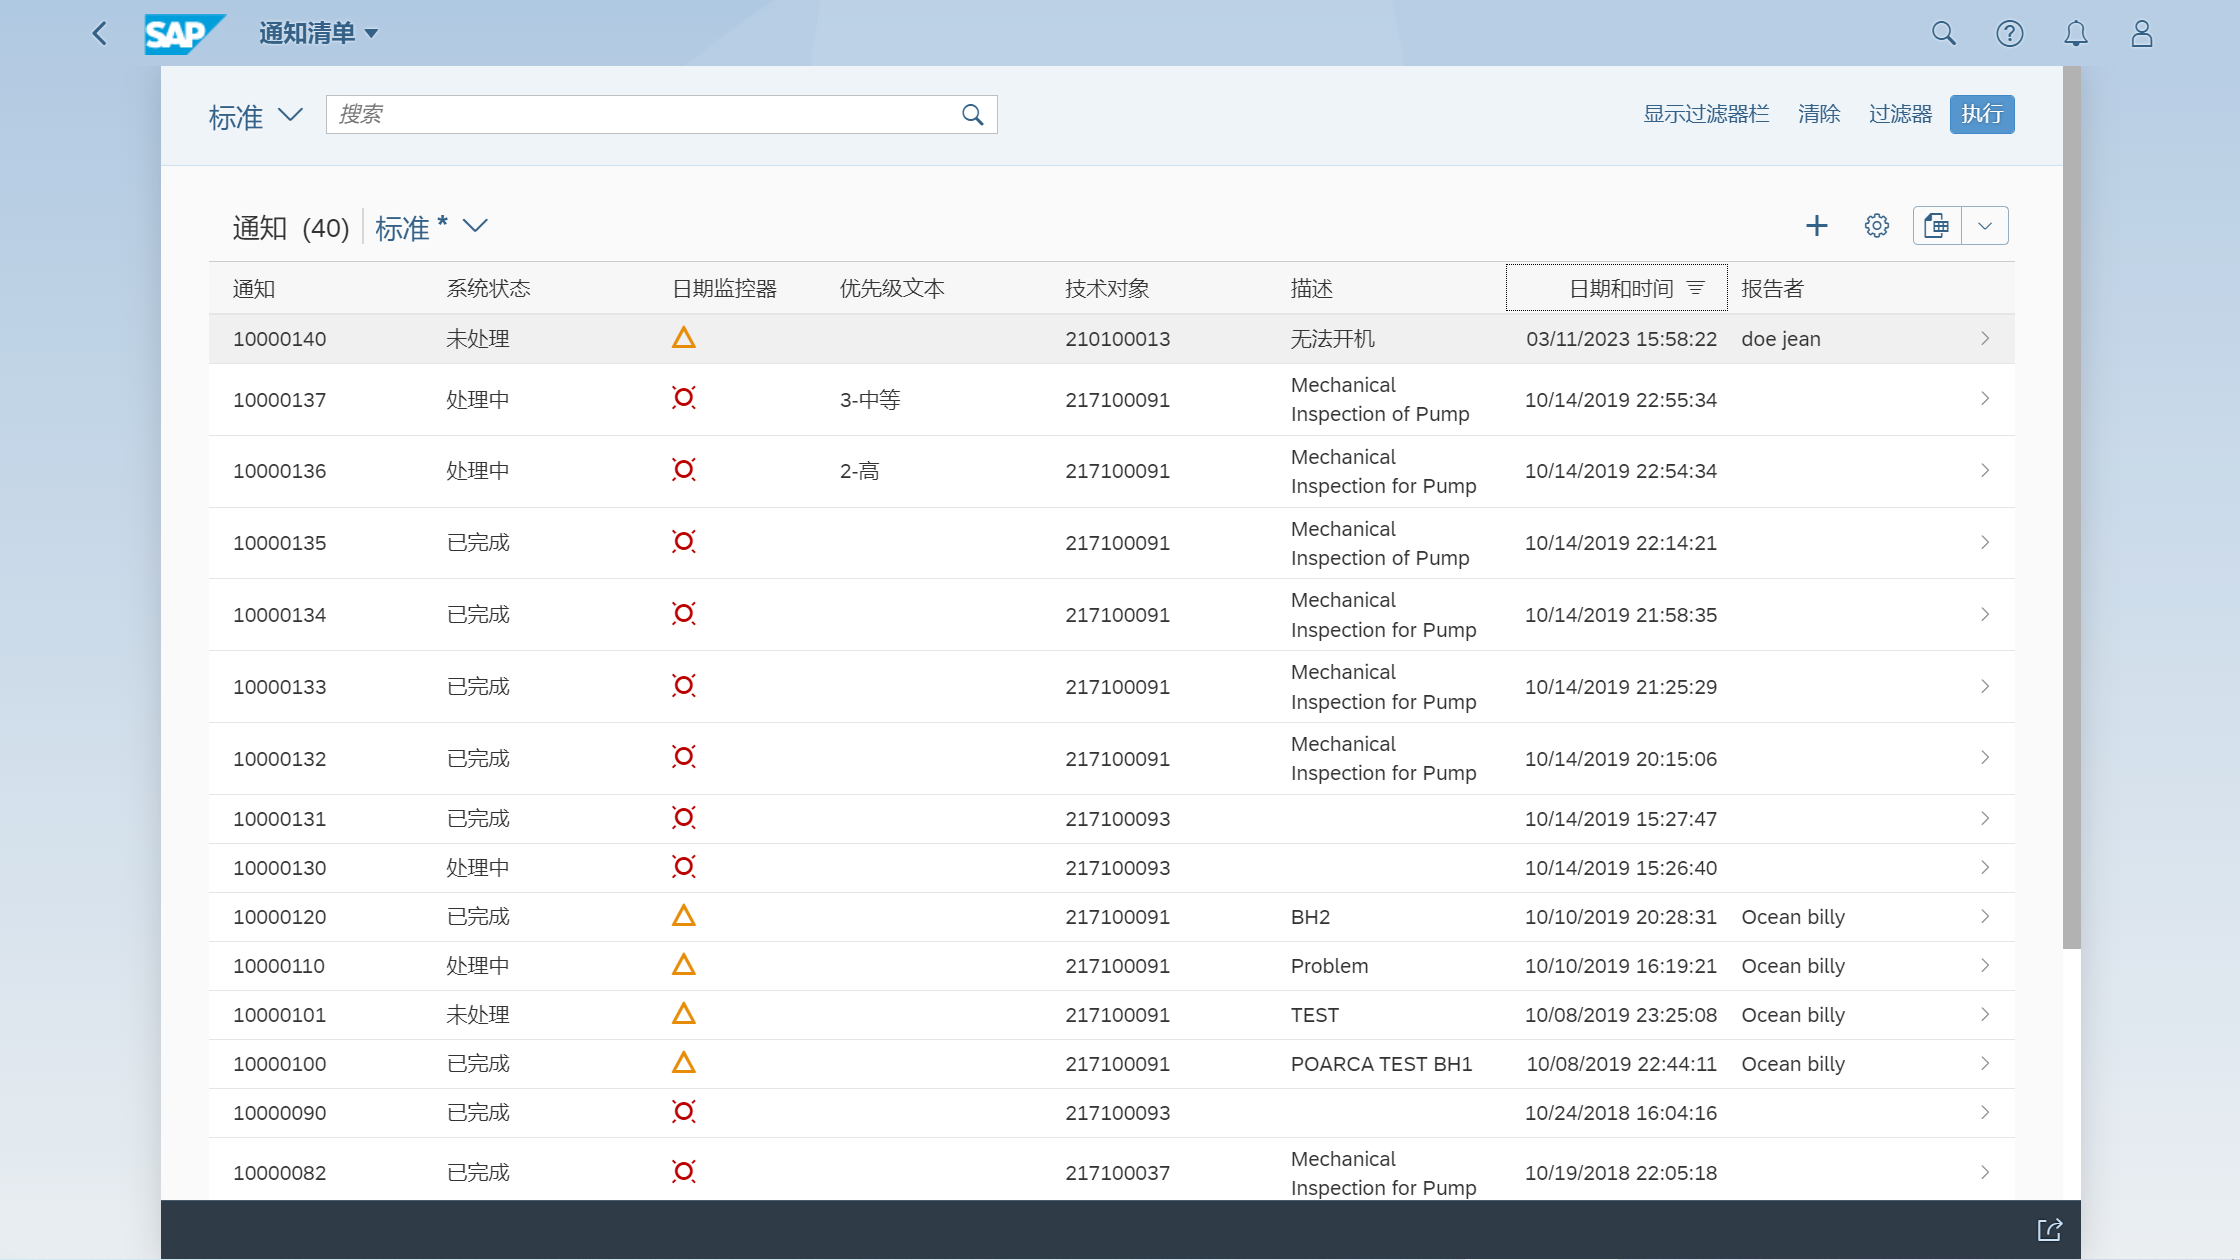 SAP 通知清单
标准 搜索 显示过滤器栏 清除 过滤器 执行
通知 (40) 标准 *
通知 系统状态 日期监控器 优先级文本 技术对象 描述 日期和时间 报告者
10000140 未处理 210100013 无法开机 03/11/2023 15:58:22 doe jean
10000137 处理中 3-中等 217100091 Mechanical
Inspection of Pump 10/14/2019 22:55:34
10000136 处理中 2-高 217100091 Mechanical
Inspection for Pump 10/14/2019 22:54:34
10000135 已完成 217100091 Mechanical
Inspection of Pump 10/14/2019 22:14:21
10000134 已完成 217100091 Mechanical
Inspection for Pump 10/14/2019 21:58:35
10000133 已完成 217100091 Mechanical
Inspection for Pump 10/14/2019 21:25:29
10000132 已完成 217100091 Mechanical
Inspection for Pump 10/14/2019 20:15:06
10000131 已完成 217100093 10/14/2019 15:27:47
10000130 处理中 217100093 10/14/2019 15:26:40
10000120 已完成 217100091 BH2 10/10/2019 20:28:31 Ocean billy
10000110 处理中 217100091 Problem 10/10/2019 16:19:21 Ocean billy
10000101 未处理 217100091 TEST 10/08/2019 23:25:08 Ocean billy
10000100 已完成 217100091 POARCA TEST BH1 10/08/2019 22:44:11 Ocean billy
10000090 已完成 217100093 10/24/2018 16:04:16
10000082 已完成 217100037 Mechanical
Inspection for Pump 10/19/2018 22:05:18